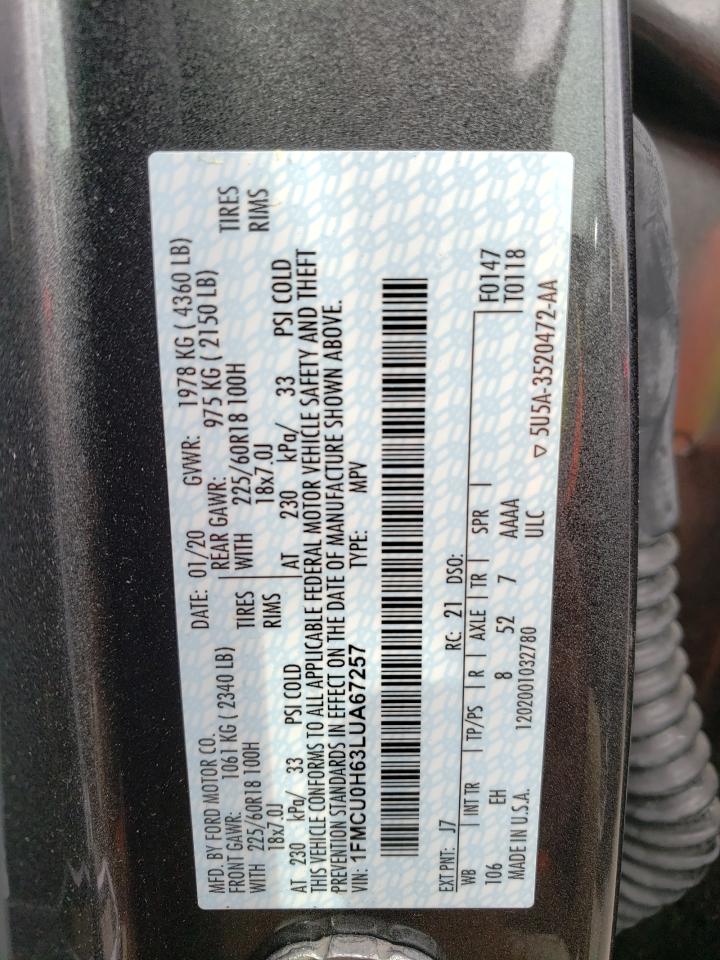 MFD. BY FORD MOTOR CO.
DATE: 01/20 GVWR: 1978 KG ( 4360 LB)
FRONT GAWR: 1061 KG ( 2340 LB) REAR GAWR: 975 KG ( 2150 LB)
WITH 225/60R18 100H TIRES WITH 225/60R18 100H TIRES
18x7.0J RIMS 18x7.0J RIMS
AT 230 kPa/ 33 PSI COLD AT 230 kPa/ 33 PSI COLD
THIS VEHICLE CONFORMS TO ALL APPLICABLE FEDERAL MOTOR VEHICLE SAFETY AND THEFT
PREVENTION STANDARDS IN EFFECT ON THE DATE OF MANUFACTURE SHOWN ABOVE.
VIN: 1FMCU0H63LUA67257 TYPE: MPV
EXT PNT: J7 RC: 21 DSO: F0147
WB INT TR TP/PS R AXLE TR SPR T0118
106 EH 8 52 7 AAAA
MADE IN U.S.A. 1202001032780 ULC
▽ 5U5A-3520472-AA